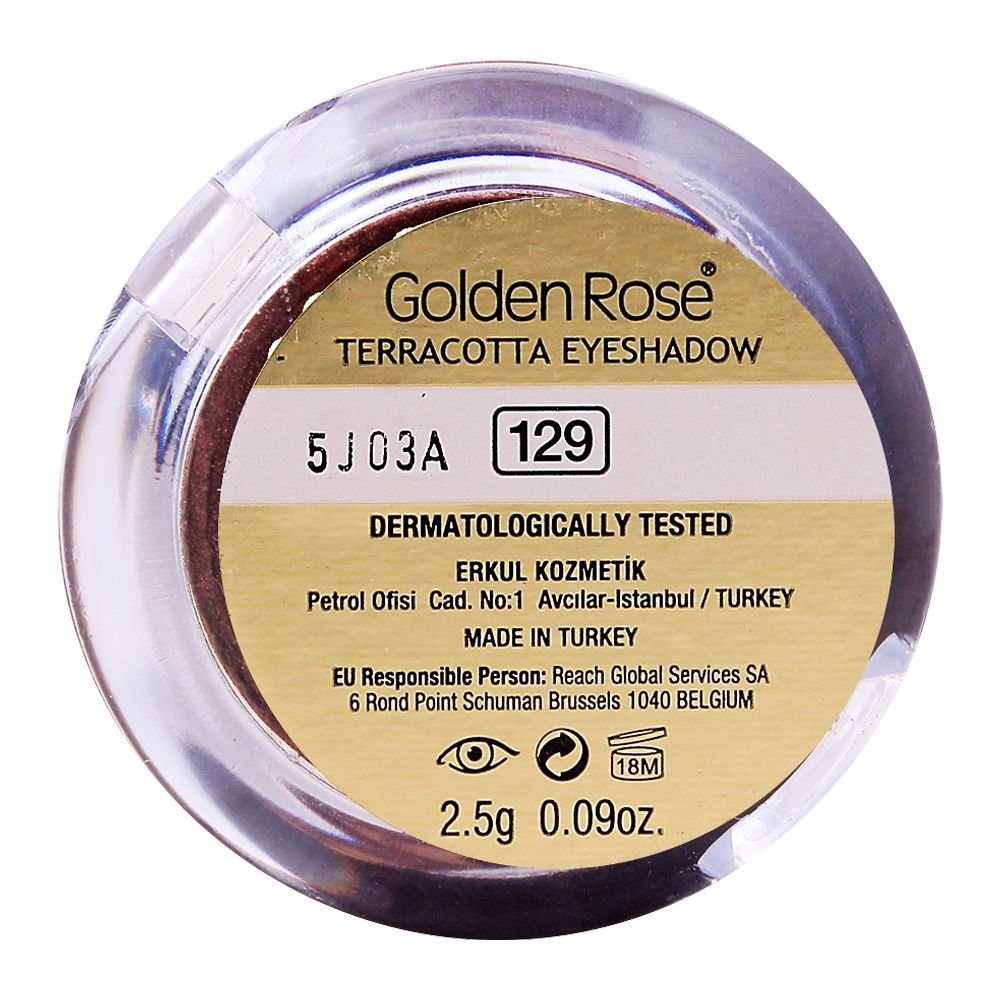 Golden Rose®
TERRACOTTA EYESHADOW
5J03A 129
DERMATOLOGICALLY TESTED
ERKUL KOZMETİK
Petrol Ofisi Cad. No:1 Avcılar-Istanbul / TURKEY
MADE IN TURKEY
EU Responsible Person: Reach Global Services SA
6 Rond Point Schuman Brussels 1040 BELGIUM
18M
2.5g 0.09oz.